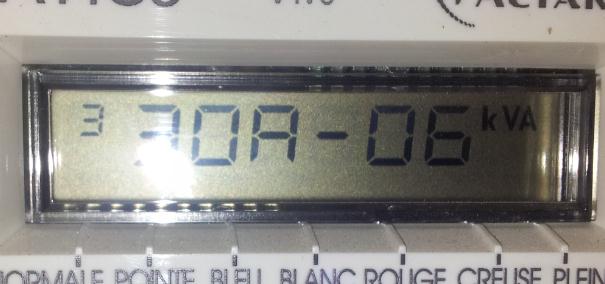 3 30A-06 kVA
NORMALE POINTE BLEU BLANC ROUGE CREUSE PLEIN